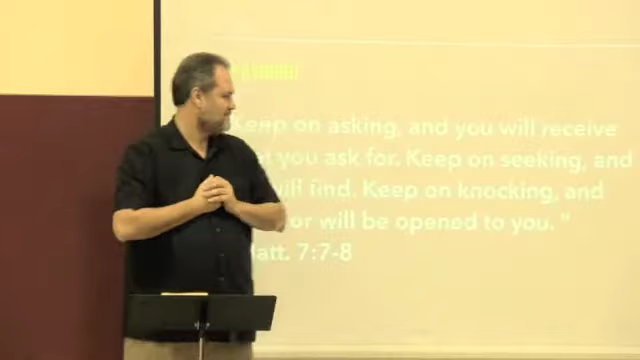 Keep on asking, and you will receive
you ask for. Keep on seeking, and
will find. Keep on knocking, and
will be opened to you."
Matt. 7:7-8